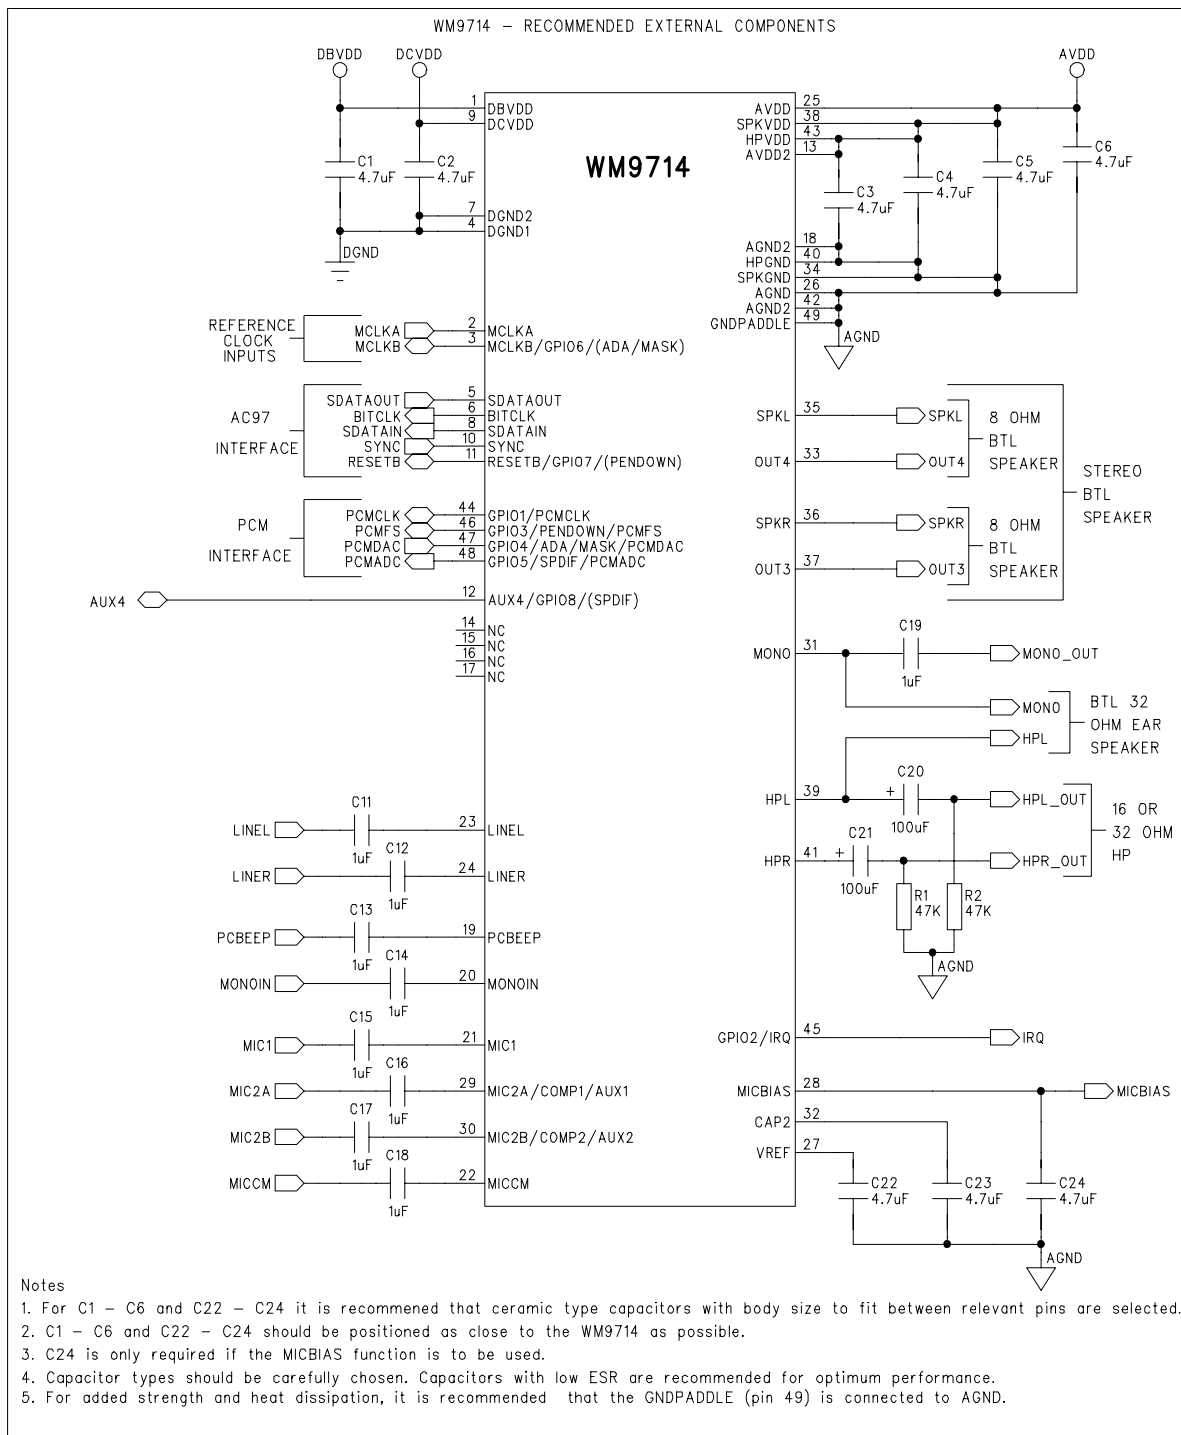 WM9714 – RECOMMENDED EXTERNAL COMPONENTS
DBVDD
DCVDD
AVDD
1
DBVDD
9
DCVDD
WM9714
AVDD
25
SPKVDD
38
HPVDD
43
AVDD2
13
C1
4.7uF
C2
4.7uF
C3
4.7uF
C4
4.7uF
C5
4.7uF
C6
4.7uF
7
DGND2
4
DGND1
DGND
AGND2
18
HPGND
40
SPKGND
34
AGND
26
AGND2
42
GNDPADDLE
49
AGND
REFERENCE
CLOCK
INPUTS
MCLKA
2
MCLKA
MCLKB
3
MCLKB/GPIO6/(ADA/MASK)
AC97
INTERFACE
SDATAOUT
5
SDATAOUT
BITCLK
6
BITCLK
SDATAIN
8
SDATAIN
SYNC
10
SYNC
RESETB
11
RESETB/GPIO7/(PENDOWN)
PCM
INTERFACE
PCMCLK
44
GPIO1/PCMCLK
PCMFS
46
GPIO3/PENDOWN/PCMFS
PCMDAC
47
GPIO4/ADA/MASK/PCMDAC
PCMADC
48
GPIO5/SPDIF/PCMADC
AUX4
12
AUX4/GPIO8/(SPDIF)
14
NC
15
NC
16
NC
17
NC
SPKL
35
SPKL
OUT4
33
OUT4
8 OHM
BTL
SPEAKER
SPKR
36
SPKR
OUT3
37
OUT3
8 OHM
BTL
SPEAKER
STEREO
BTL
SPEAKER
MONO
31
C19
1uF
MONO_OUT
MONO
HPL
BTL 32
OHM EAR
SPEAKER
HPL
39
+
C20
100uF
HPL_OUT
HPR
41
+
C21
100uF
HPR_OUT
16 OR
32 OHM
HP
R1
47K
R2
47K
AGND
LINEL
C11
1uF
23
LINEL
LINER
C12
1uF
24
LINER
PCBEEP
C13
1uF
19
PCBEEP
MONOIN
C14
1uF
20
MONOIN
MIC1
C15
1uF
21
MIC1
MIC2A
C16
1uF
29
MIC2A/COMP1/AUX1
MIC2B
C17
1uF
30
MIC2B/COMP2/AUX2
MICCM
C18
1uF
22
MICCM
GPIO2/IRQ
45
IRQ
MICBIAS
28
MICBIAS
CAP2
32
VREF
27
C22
4.7uF
C23
4.7uF
C24
4.7uF
AGND
Notes
1. For C1 – C6 and C22 – C24 it is recommened that ceramic type capacitors with body size to fit between relevant pins are selected.
2. C1 – C6 and C22 – C24 should be positioned as close to the WM9714 as possible.
3. C24 is only required if the MICBIAS function is to be used.
4. Capacitor types should be carefully chosen. Capacitors with low ESR are recommended for optimum performance.
5. For added strength and heat dissipation, it is recommended that the GNDPADDLE (pin 49) is connected to AGND.